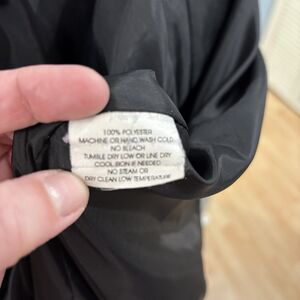 100% POLYESTER
MACHINE OR HAND WASH COLD
NO BLEACH
TUMBLE DRY LOW OR LINE DRY
COOL IRON IF NEEDED
NO STEAM OR
DRY CLEAN LOW TEMPERATURE